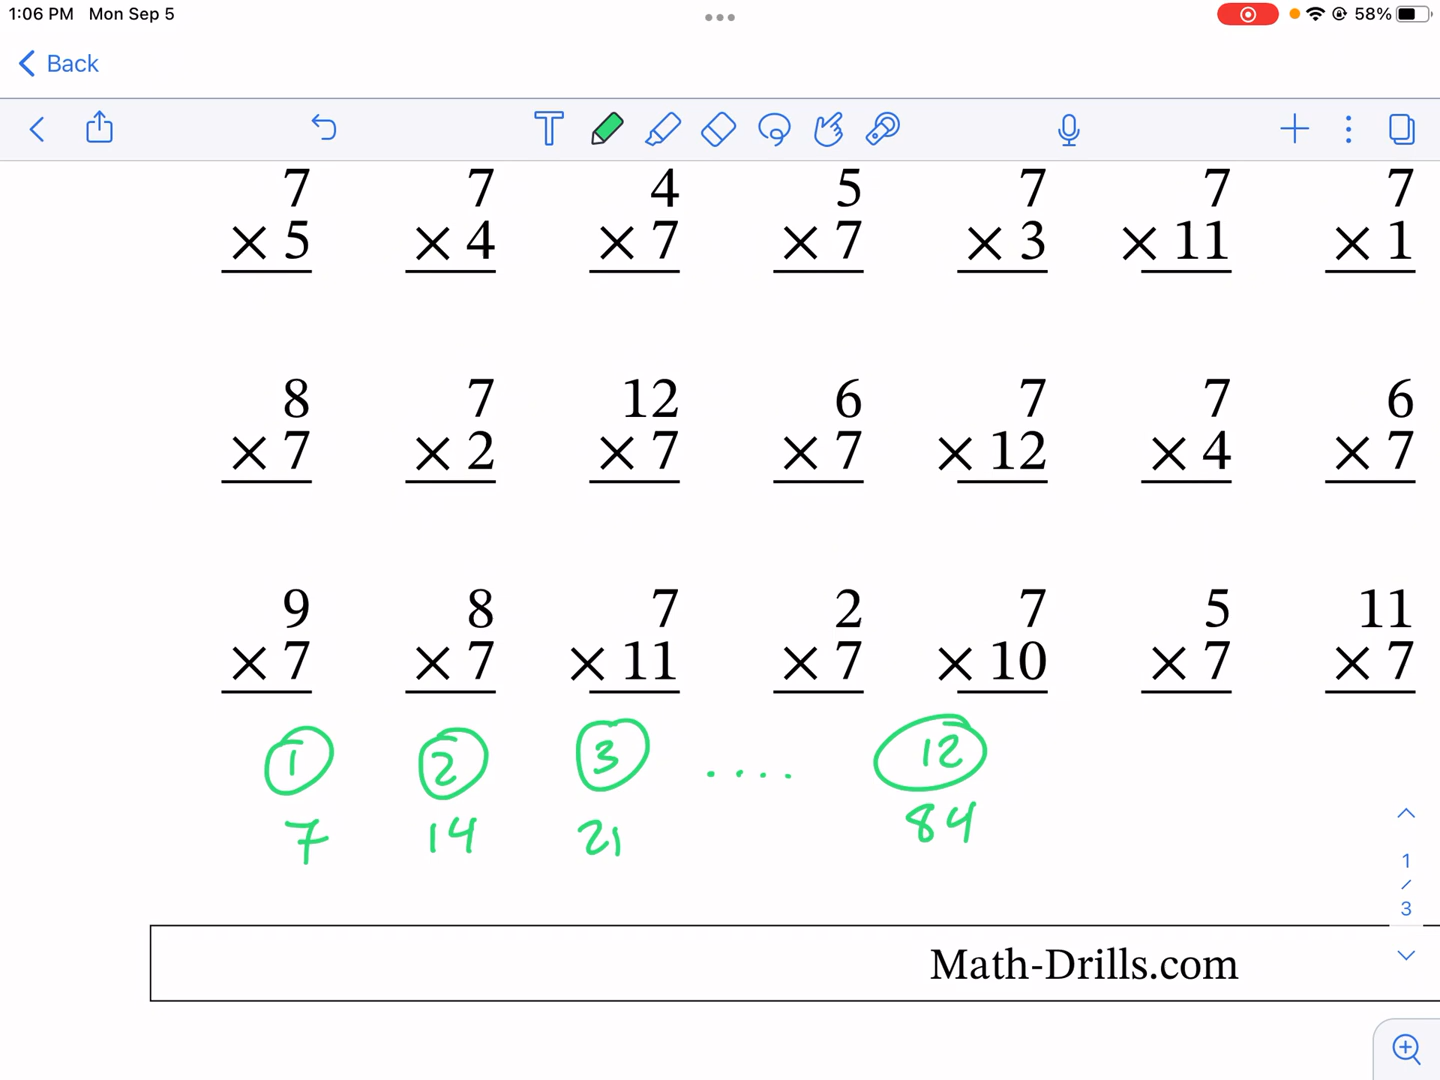 1:06 PM Mon Sep 5 58%
Back
7 7 4 5 7 7 7
× 5 × 4 × 7 × 7 × 3 × 11 × 1
8 7 12 6 7 7 6
× 7 × 2 × 7 × 7 × 12 × 4 × 7
9 8 7 2 7 5 11
× 7 × 7 × 11 × 7 × 10 × 7 × 7
1 2 3 .... 12
7 14 21 84
1
/
3
Math-Drills.com